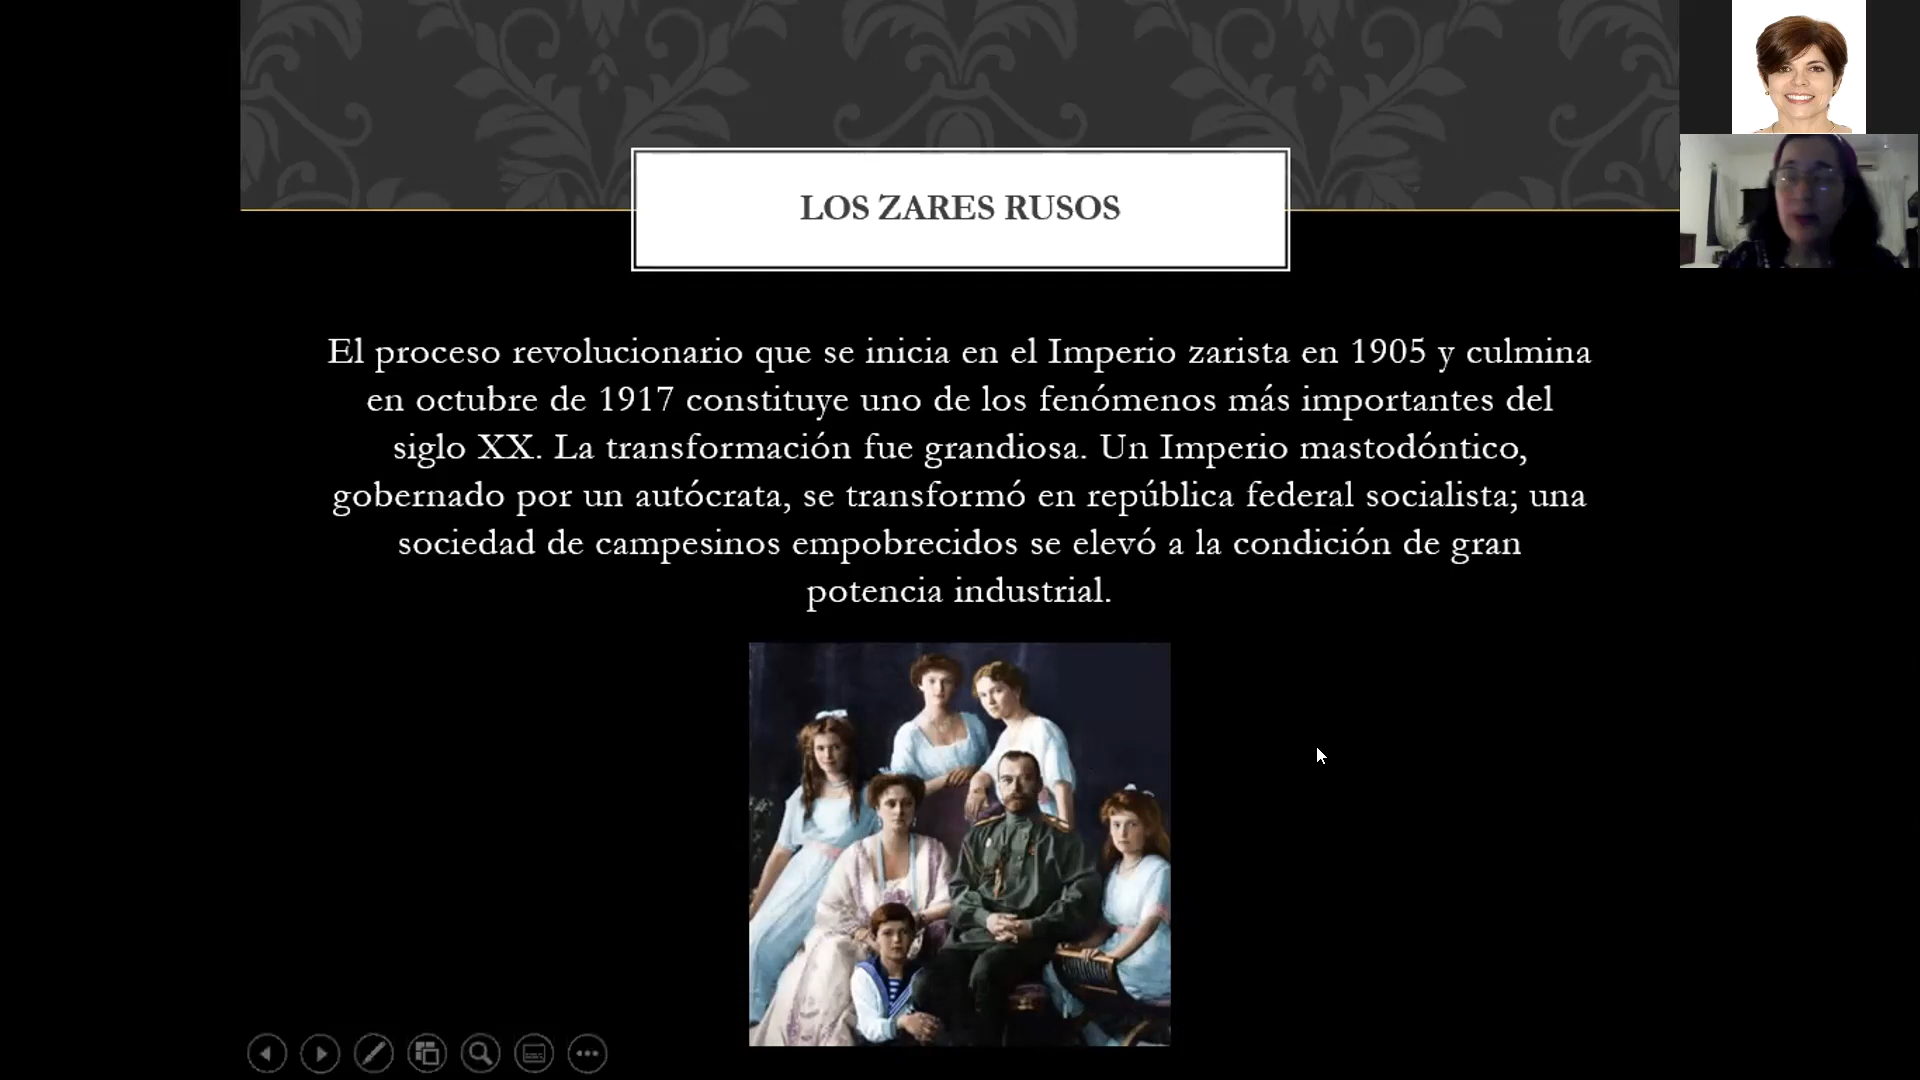 LOS ZARES RUSOS
El proceso revolucionario que se inicia en el Imperio zarista en 1905 y culmina
en octubre de 1917 constituye uno de los fenómenos más importantes del
siglo XX. La transformación fue grandiosa. Un Imperio mastodóntico,
gobernado por un autócrata, se transformó en república federal socialista; una
sociedad de campesinos empobrecidos se elevó a la condición de gran
potencia industrial.